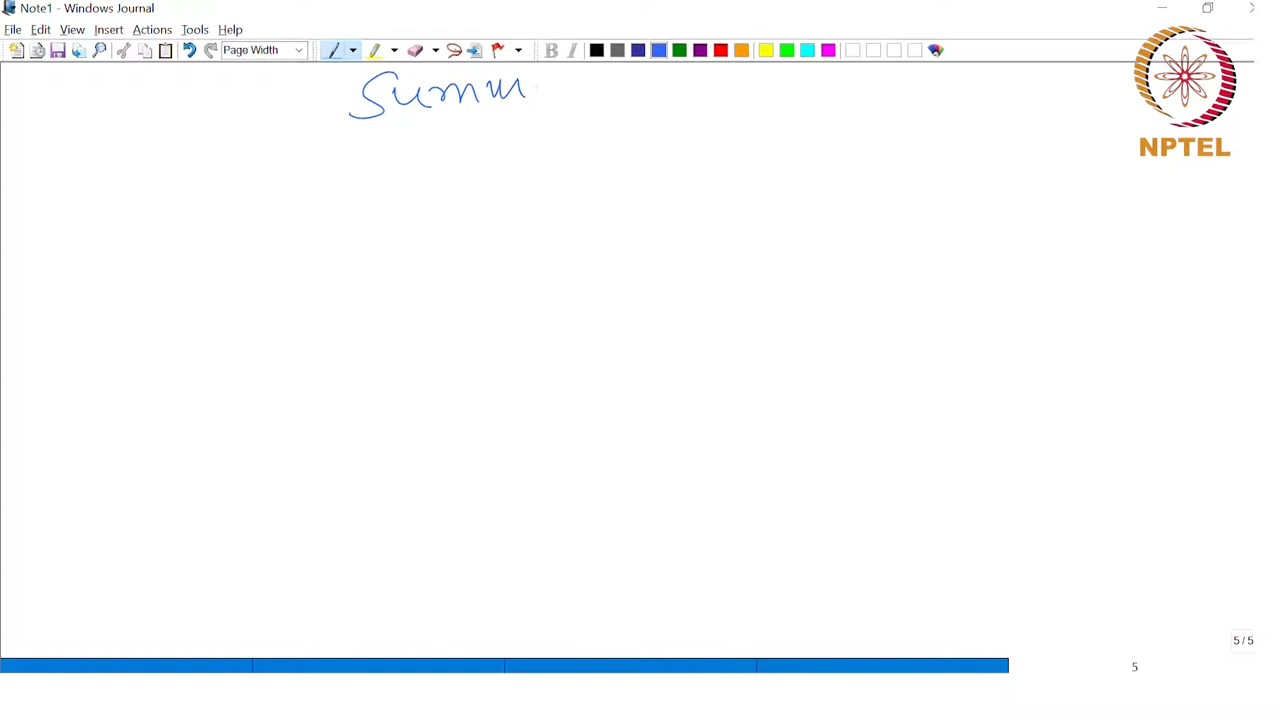 Note1 - Windows Journal
File Edit View Insert Actions Tools Help
Page Width B I
Summ
NPTEL
5 / 5
5